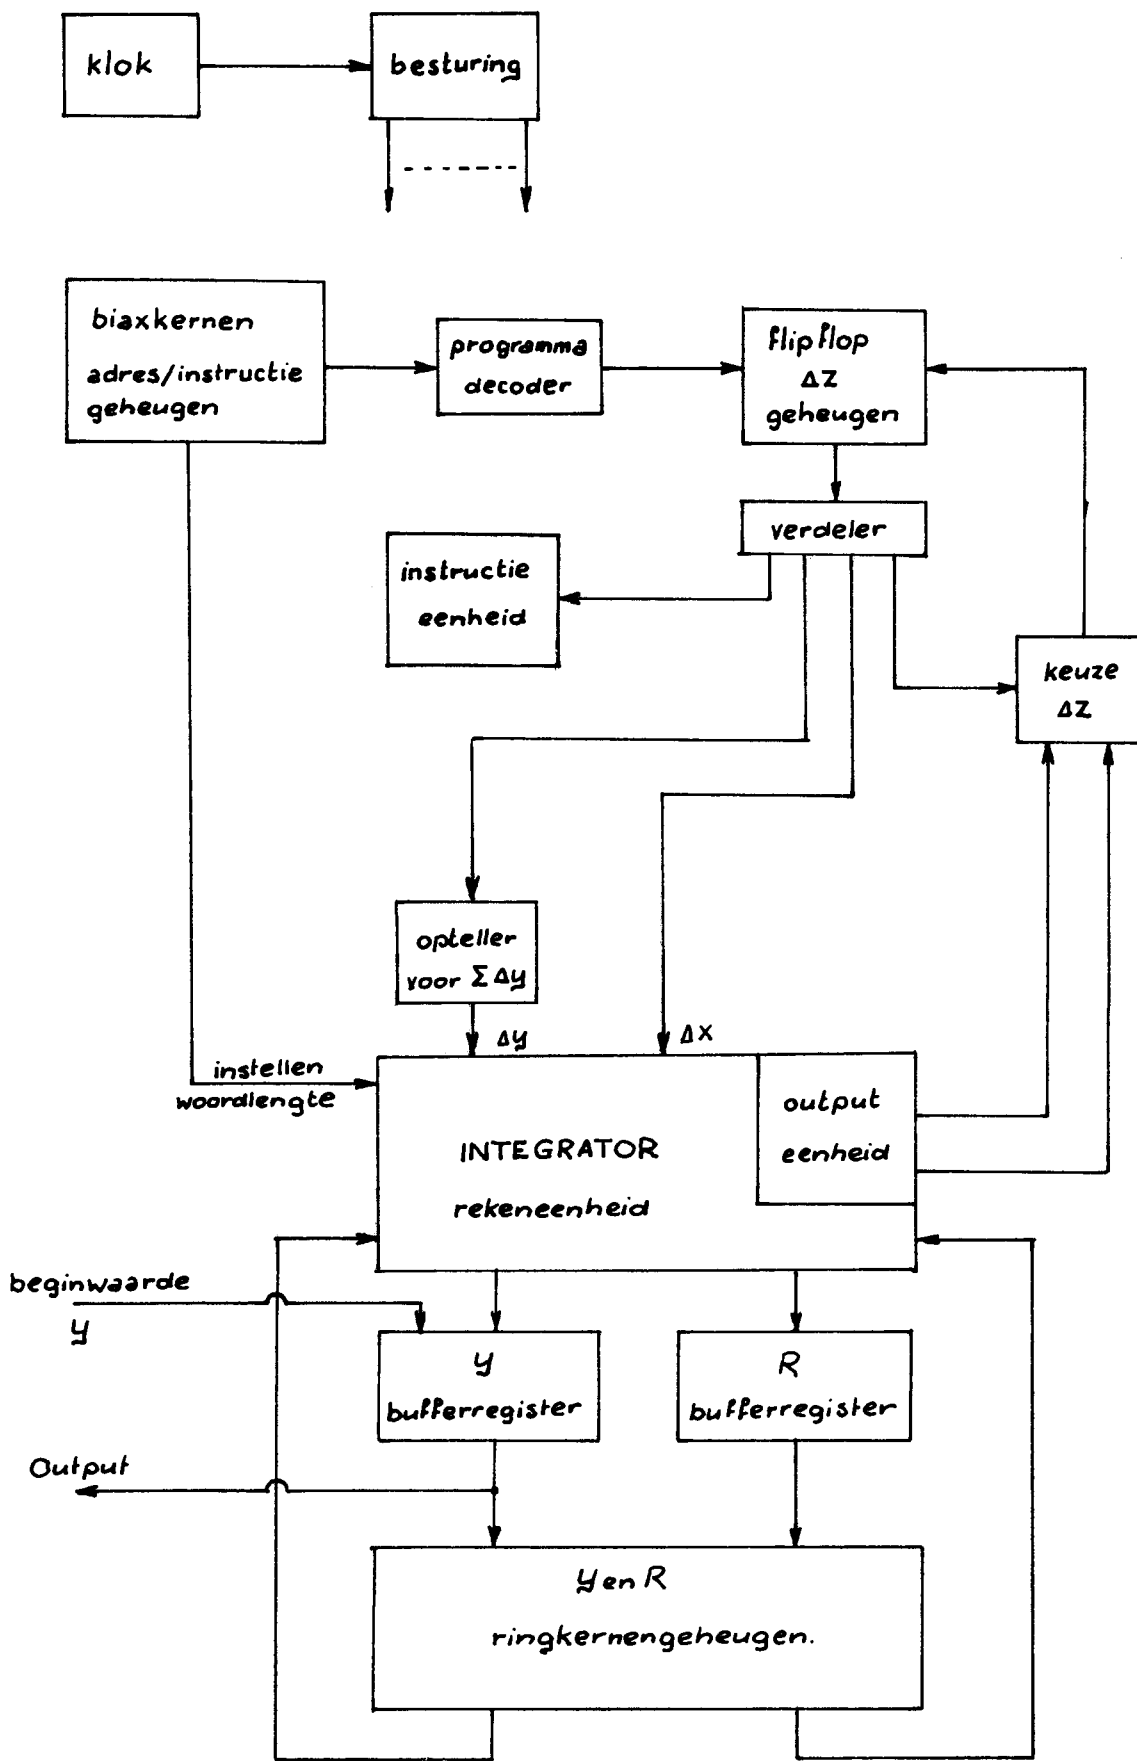 klok
besturing
biaxkernen
adres/instructie
geheugen
programma
decoder
flipflop
ΔZ
geheugen
verdeler
instructie
eenheid
keuze
ΔZ
opteller
voor Σ Δy
Δy
Δx
instellen
woordlengte
output
eenheid
INTEGRATOR
rekeneenheid
beginwaarde
y
y
bufferregister
R
bufferregister
Output
y en R
ringkernengeheugen.